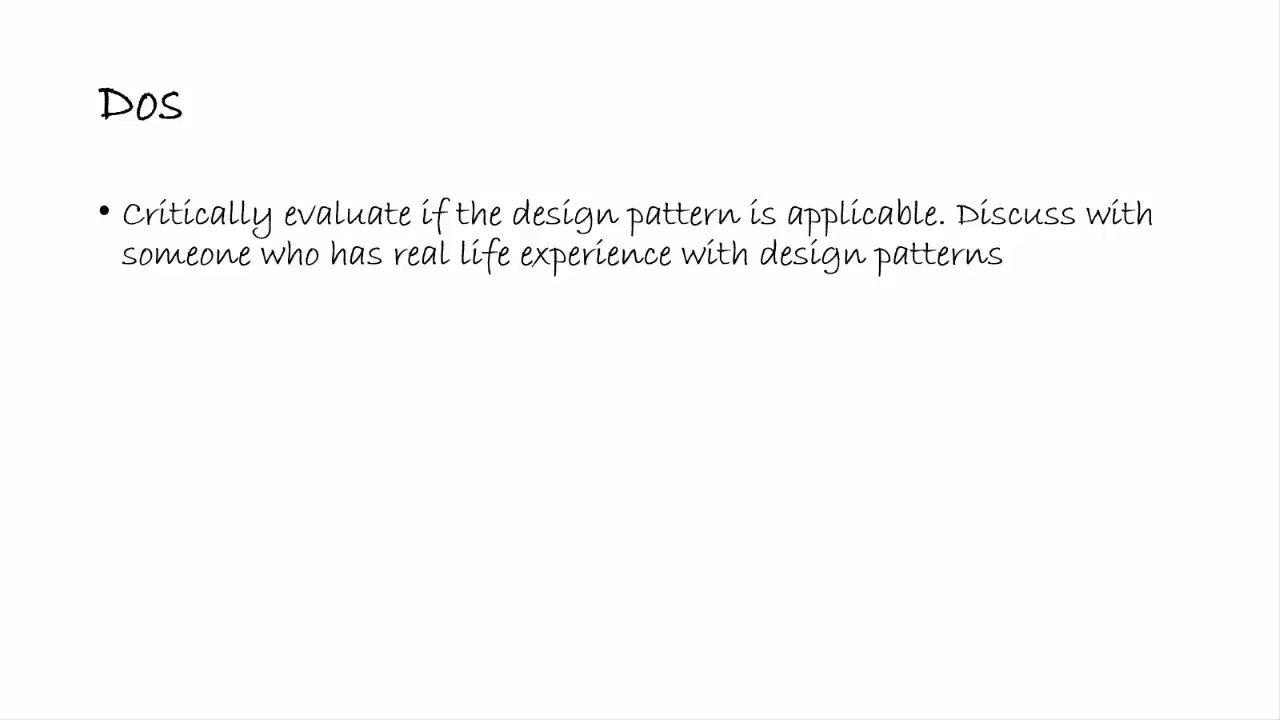 Dos
• Critically evaluate if the design pattern is applicable. Discuss with
someone who has real life experience with design patterns